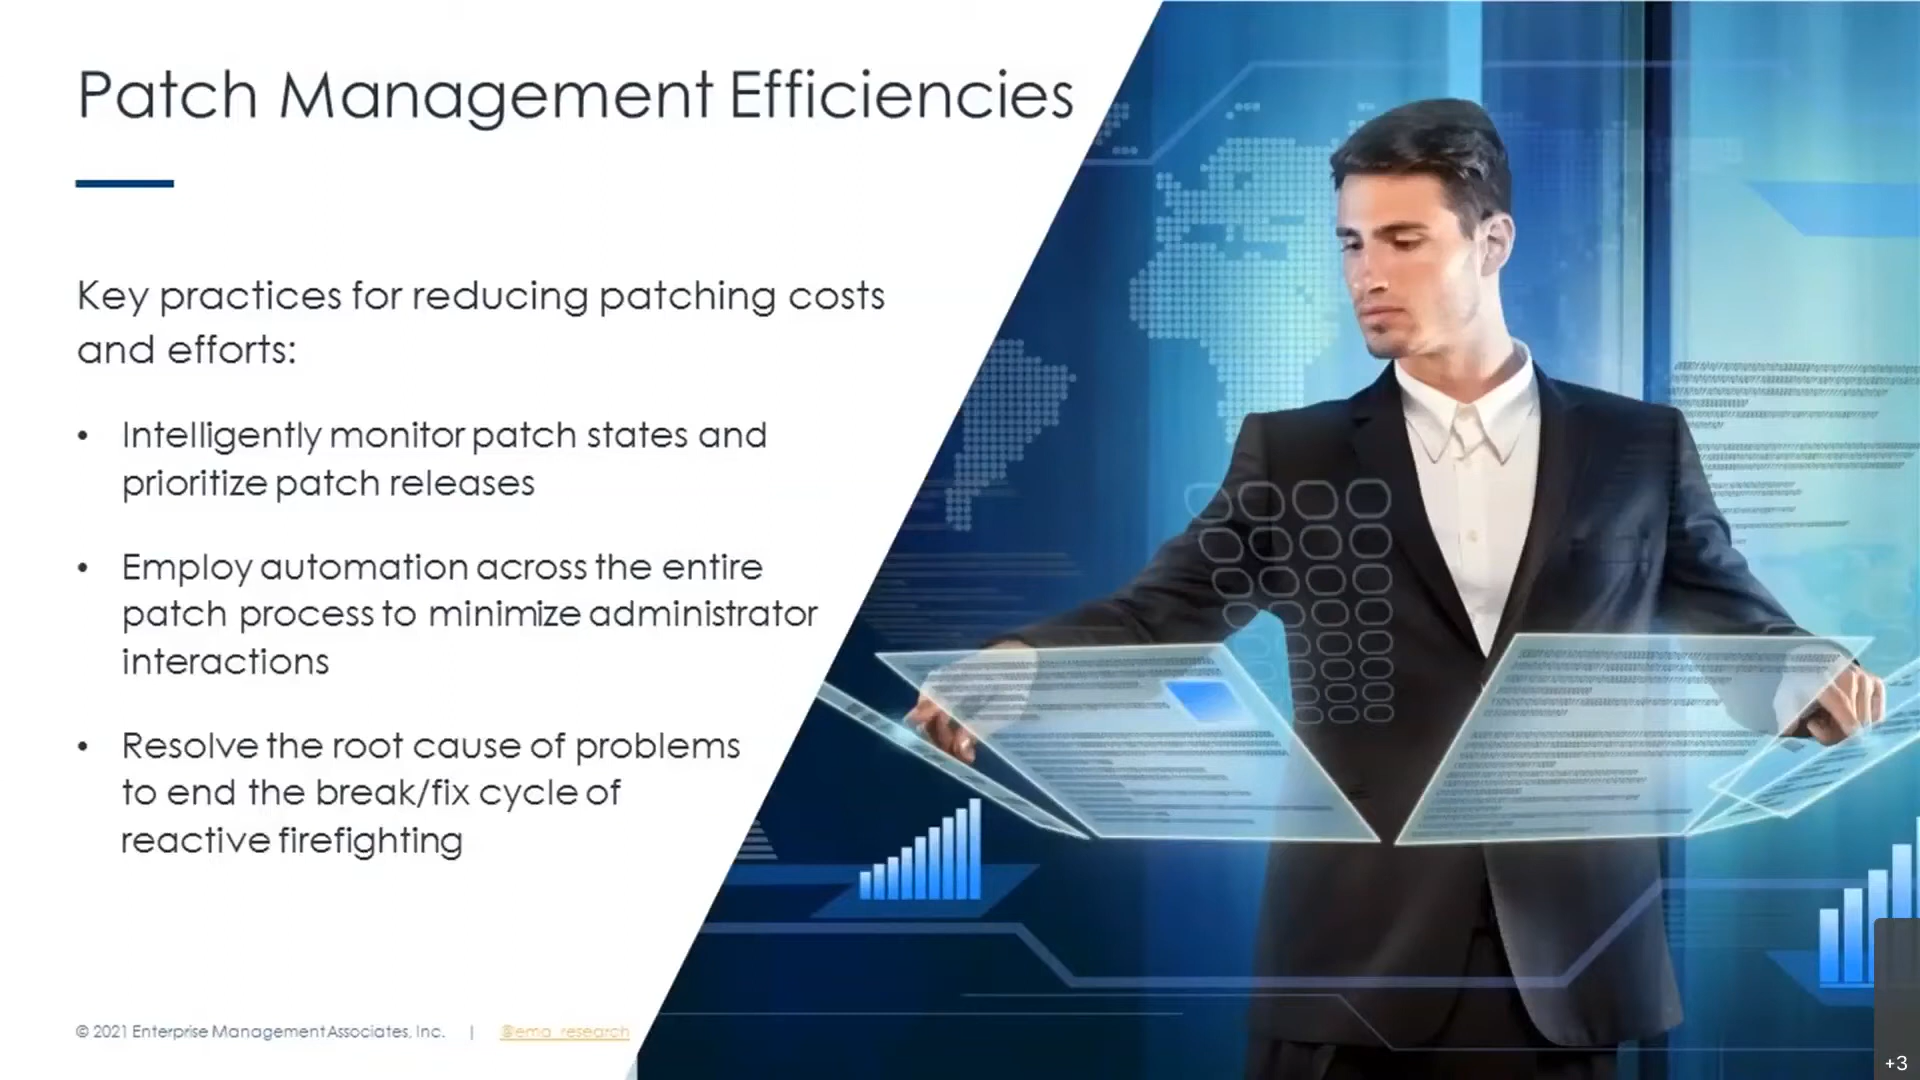 Patch Management Efficiencies
Key practices for reducing patching costs
and efforts:
• Intelligently monitor patch states and
prioritize patch releases
• Employ automation across the entire
patch process to minimize administrator
interactions
• Resolve the root cause of problems
to end the break/fix cycle of
reactive firefighting
© 2021 Enterprise Management Associates, Inc. | @ema_research
+3